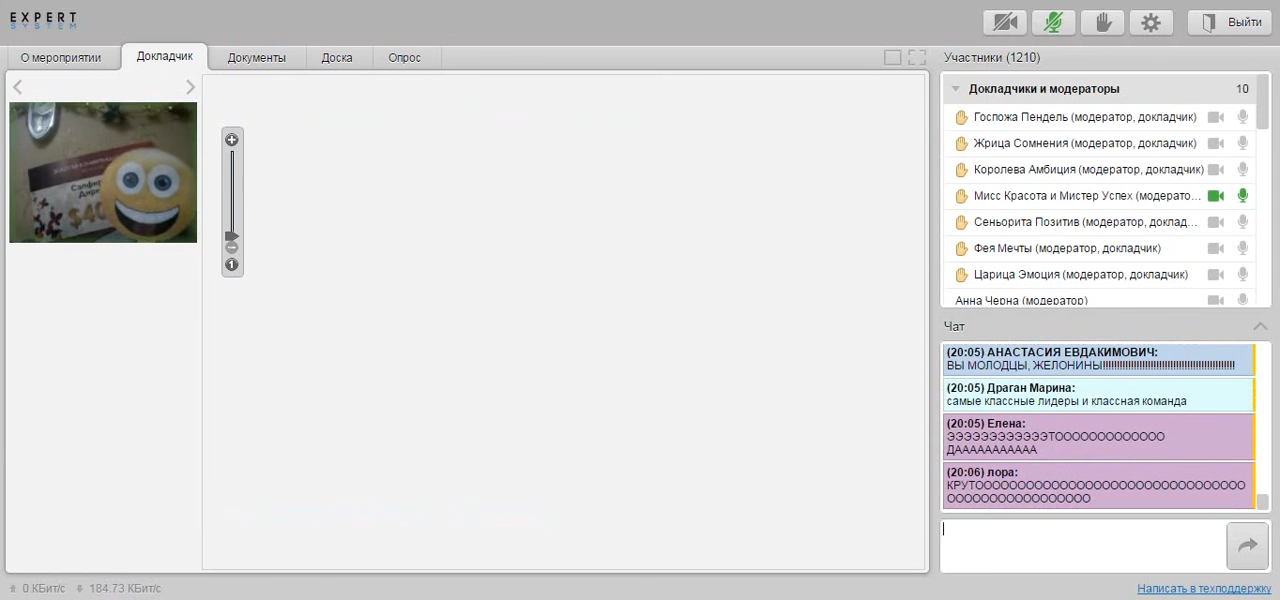 EXPERT
SYSTEM
Выйти
О мероприятии
Докладчик
Документы
Доска
Опрос
Участники (1210)
Докладчики и модераторы 10
Госпожа Пендель (модератор, докладчик)
Жрица Сомнения (модератор, докладчик)
Королева Амбиция (модератор, докладчик)
Мисс Красота и Мистер Успех (модерато...
Сеньорита Позитив (модератор, доклад...
Фея Мечты (модератор, докладчик)
Царица Эмоция (модератор, докладчик)
Анна Черна (модератор)
Чат
(20:05) АНАСТАСИЯ ЕВДАКИМОВИЧ:
ВЫ МОЛОДЦЫ, ЖЕЛОНИНЫ!!!!!!!!!!!!!!!!!!!!!!!!!!!!!!!!!!!!!!!!!!!!
(20:05) Драган Марина:
самые классные лидеры и классная команда
(20:05) Елена:
ЭЭЭЭЭЭЭЭЭЭЭЭТООООООООООООО
ДААААААААААА
(20:06) лора:
КРУТООООООООООООООООООООООООООООООО
ООООООООООООООООО
0 КБит/с 184.73 КБит/с
Написать в техподдержку